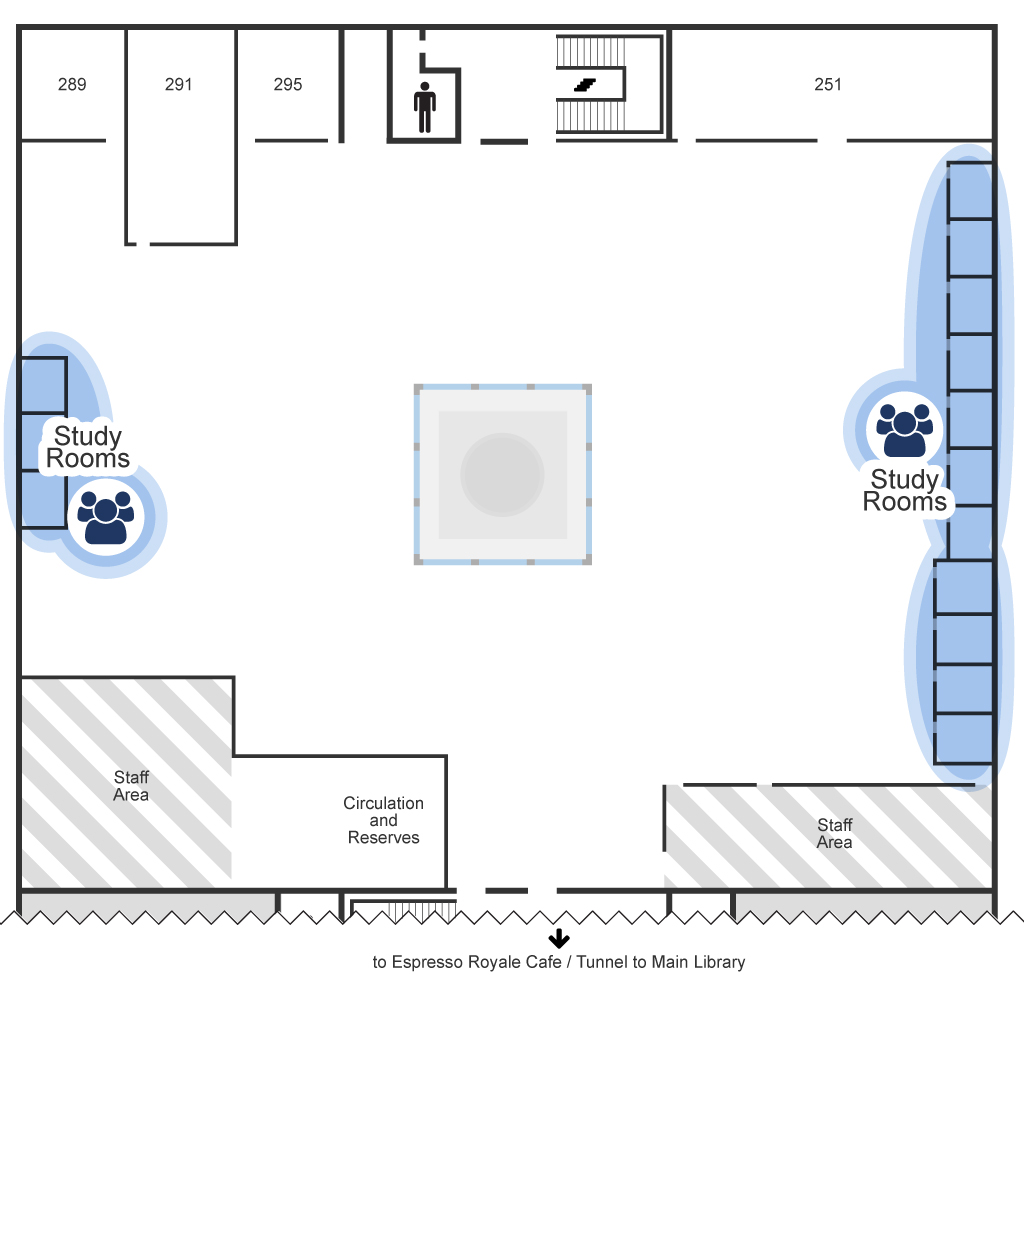 289
291
295
251
Study
Rooms
Study
Rooms
Staff
Area
Circulation
and
Reserves
Staff
Area
to Espresso Royale Cafe / Tunnel to Main Library